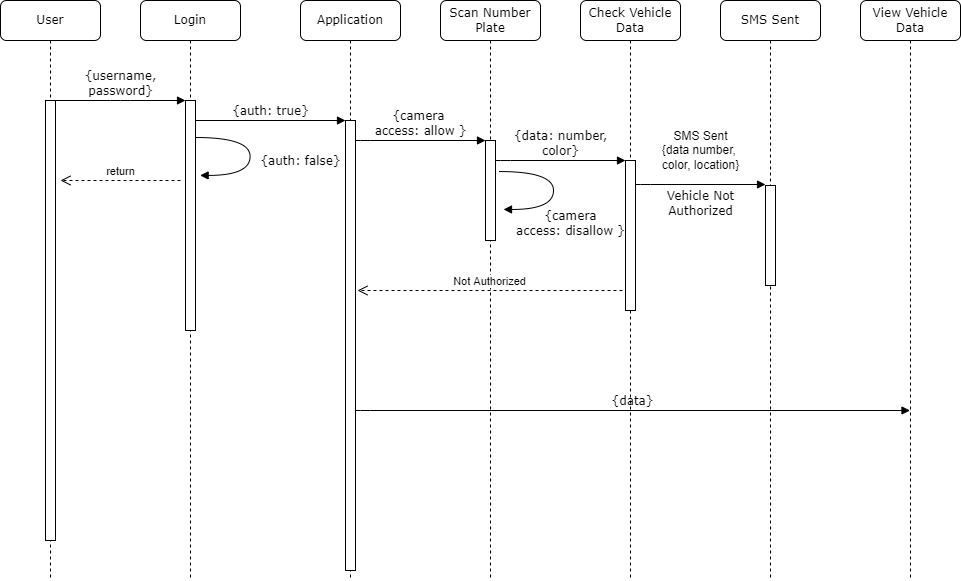 User
Login
Application
Scan Number
Plate
Check Vehicle
Data
SMS Sent
View Vehicle
Data
{username,
password}
{auth: true}
{camera
access: allow }
{data: number,
color}
SMS Sent
{data number,
color, location}
{auth: false}
return
Vehicle Not
Authorized
{camera
access: disallow }
Not Authorized
{data}